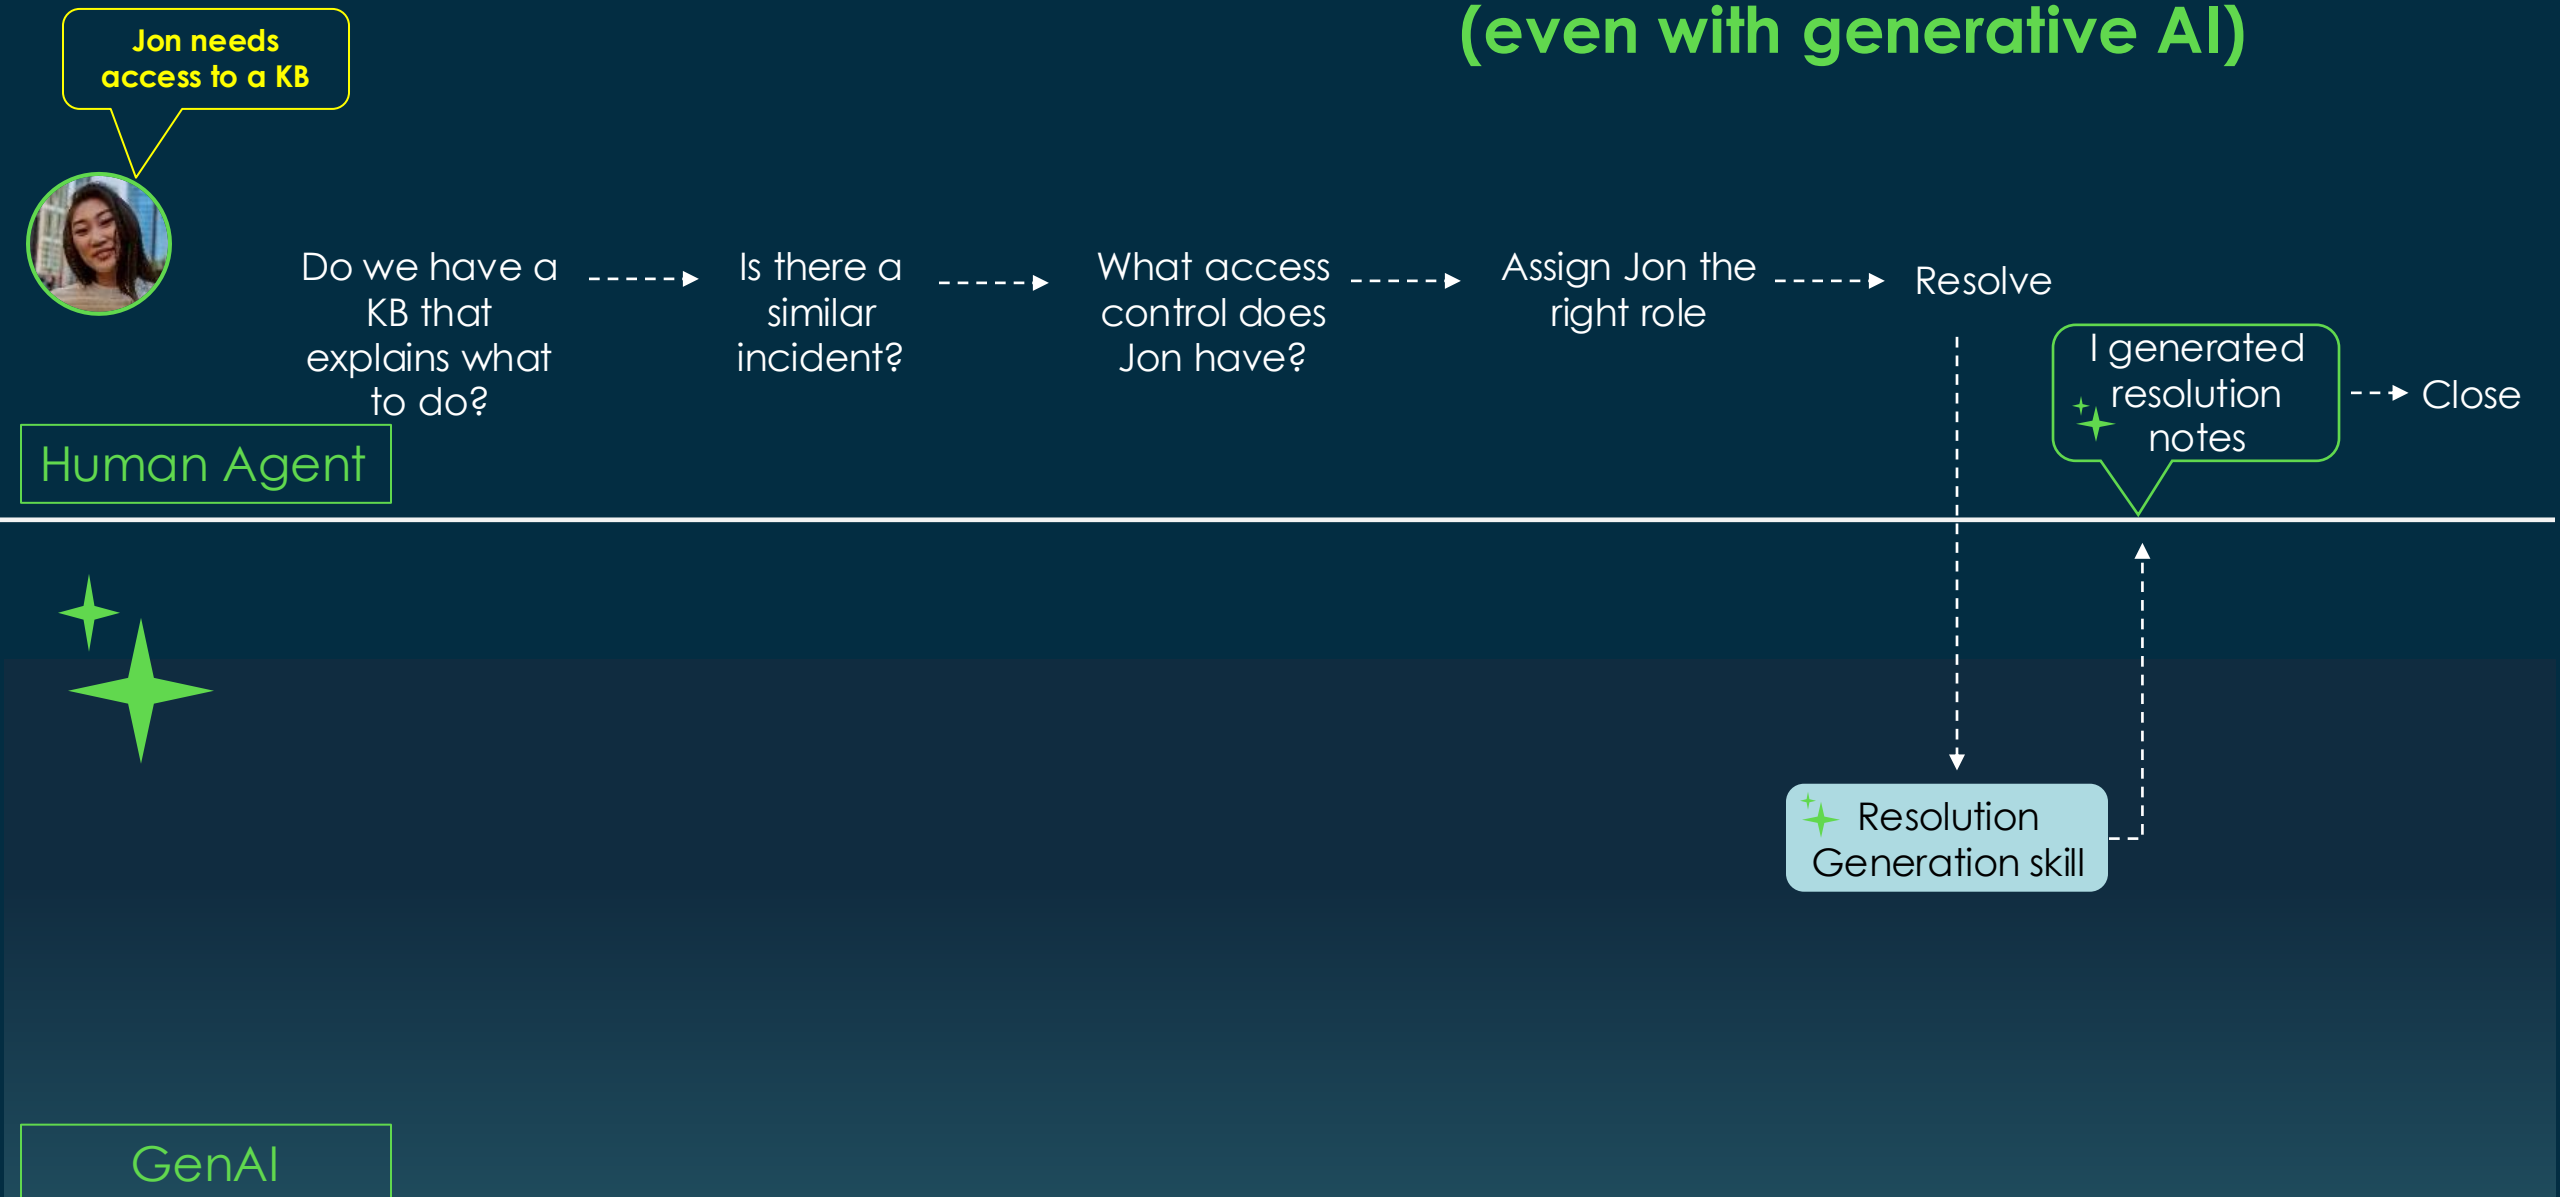 (even with generative AI)
Jon needs
access to a KB
Do we have a
KB that
explains what
to do?
Is there a
similar
incident?
What access
control does
Jon have?
Assign Jon the
right role
Resolve
I generated
resolution
notes
Close
Human Agent
Resolution
Generation skill
GenAI